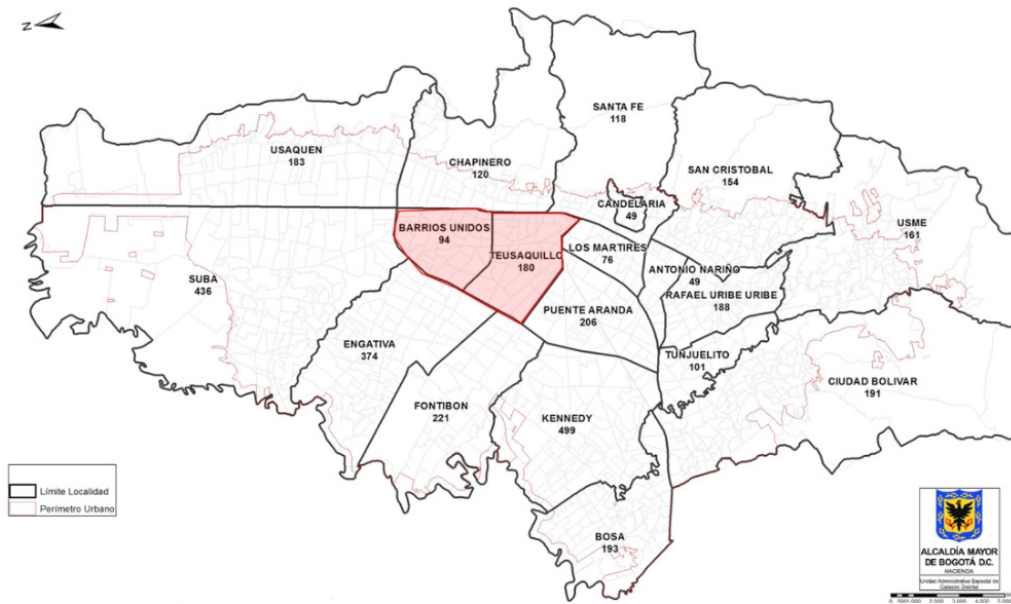 Z
SANTA FE
118
USAQUEN
183
CHAPINERO
120
SAN CRISTOBAL
154
CANDELARIA
49
USME
161
BARRIOS UNIDOS
94
TEUSAQUILLO
180
LOS MARTIRES
76
ANTONIO NARIÑO
49
RAFAEL URIBE URIBE
188
SUBA
436
PUENTE ARANDA
206
ENGATIVA
374
TUNJUELITO
101
CIUDAD BOLIVAR
191
FONTIBON
221
KENNEDY
499
BOSA
193
Límite Localidad
Perímetro Urbano
ALCALDÍA MAYOR
DE BOGOTÁ D.C.
HACIENDA
Unidad Administrativa Especial de
Catastro Distrital